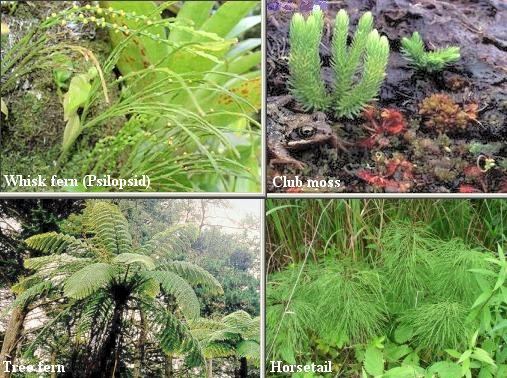 Whisk fern (Psilopsid)
Club moss
Tree fern
Horsetail